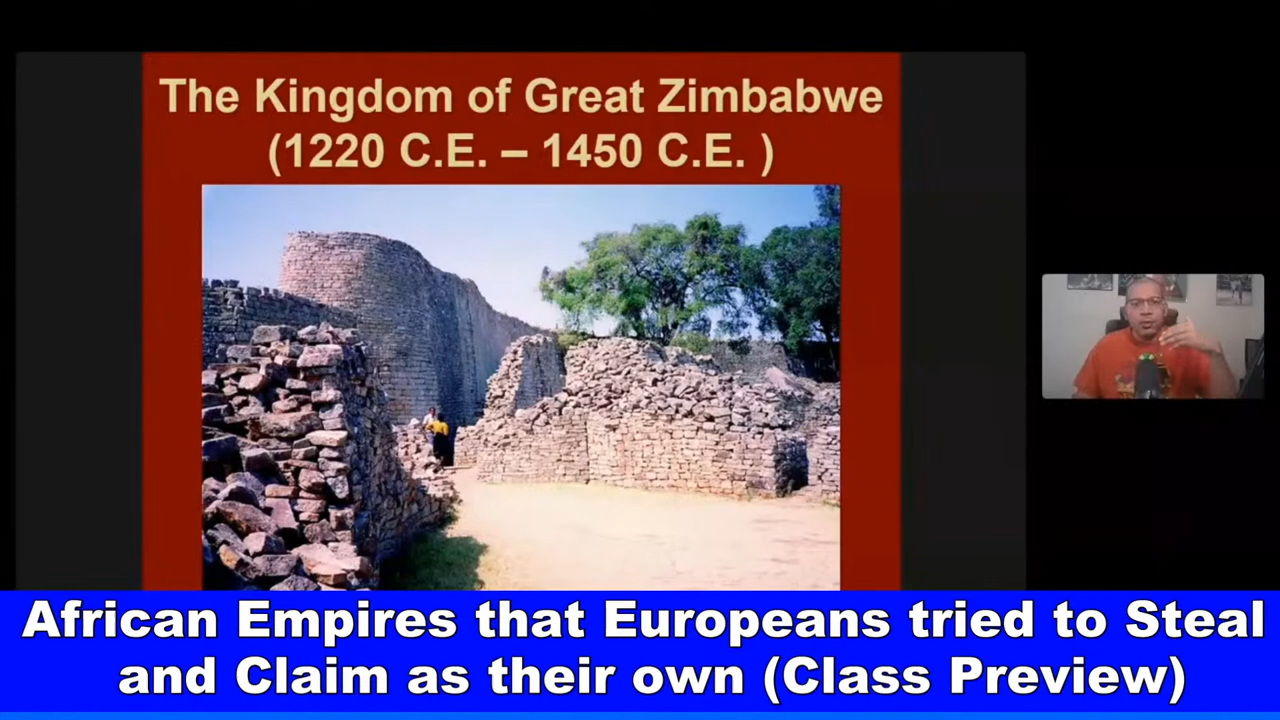 The Kingdom of Great Zimbabwe
(1220 C.E. – 1450 C.E. )
African Empires that Europeans tried to Steal
and Claim as their own (Class Preview)